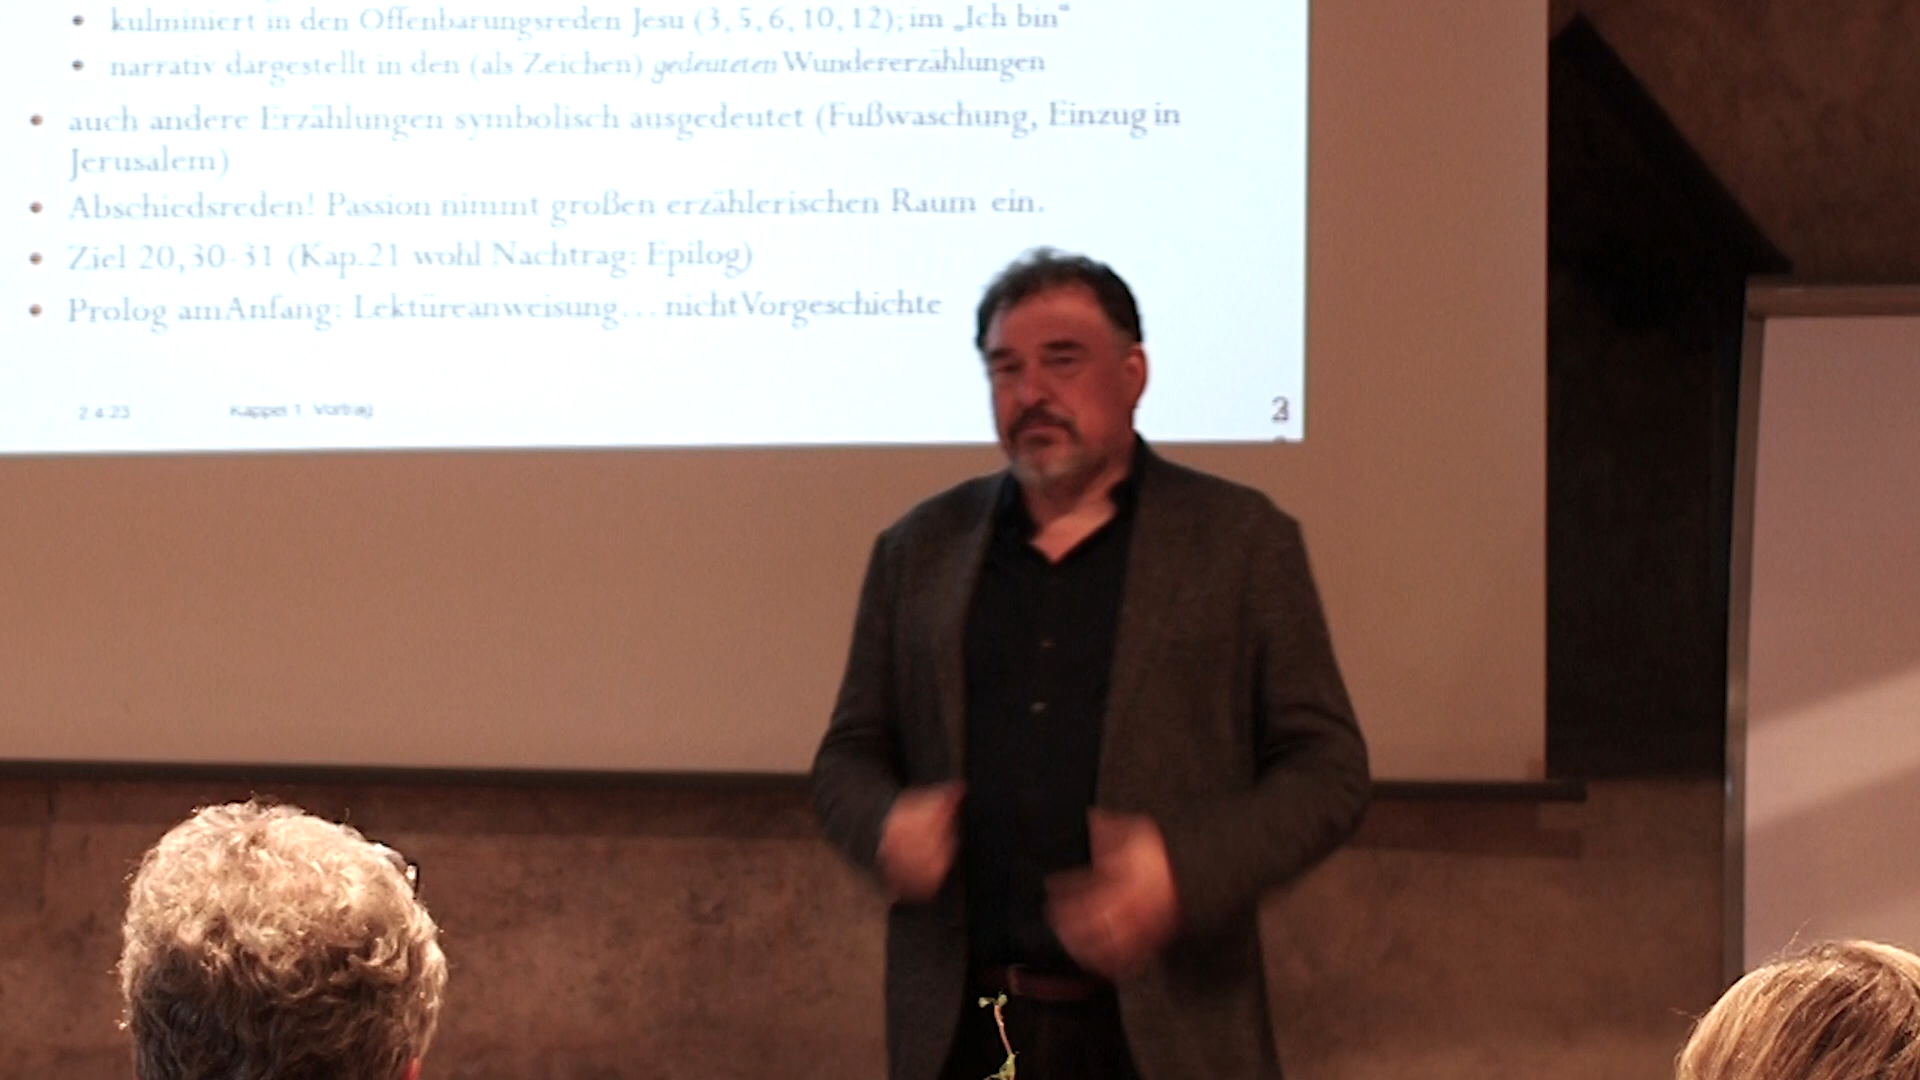 kulminiert in den Offenbarungsreden Jesu (3, 5, 6, 10, 12); im „Ich bin“
narrativ dargestellt in den (als Zeichen) gedeuteten Wundererzählungen
auch andere Erzählungen symbolisch ausgedeutet (Fußwaschung, Einzug in
Jerusalem)
Abschiedsreden! Passion nimmt großen erzählerischen Raum ein.
Ziel 20,30-31 (Kap.21 wohl Nachtrag: Epilog)
Prolog am Anfang: Lektüreanweisung... nicht Vorgeschichte
2.4.23 Kappel 1. Vortrag